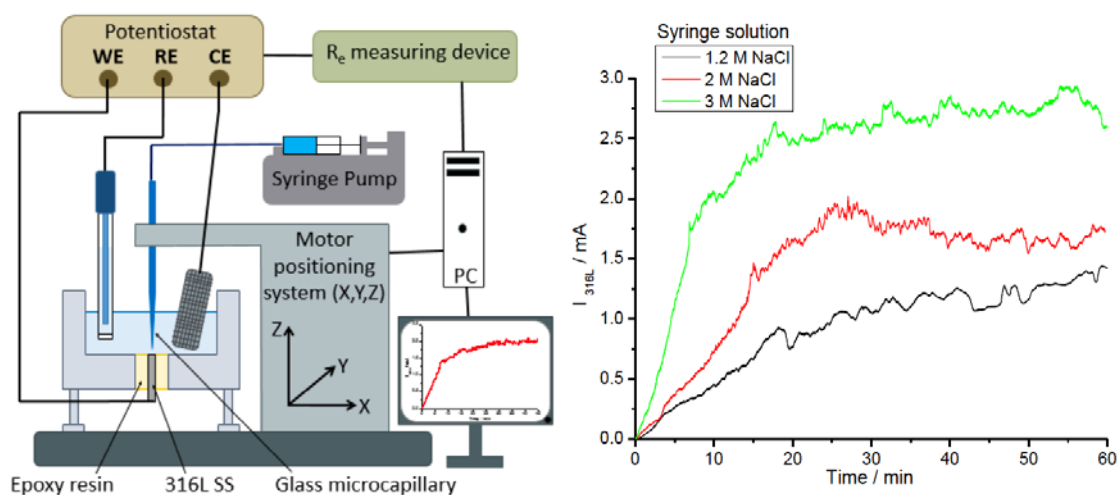 Potentiostat
WE RE CE
Re measuring device
Syringe Pump
Motor
positioning
system (X,Y,Z)
PC
Z
Y
X
Epoxy resin
316L SS
Glass microcapillary
Syringe solution
1.2 M NaCl
2 M NaCl
3 M NaCl
3.0
2.5
2.0
1.5
1.0
0.5
0.0
I 316L / mA
0 10 20 30 40 50 60
Time / min